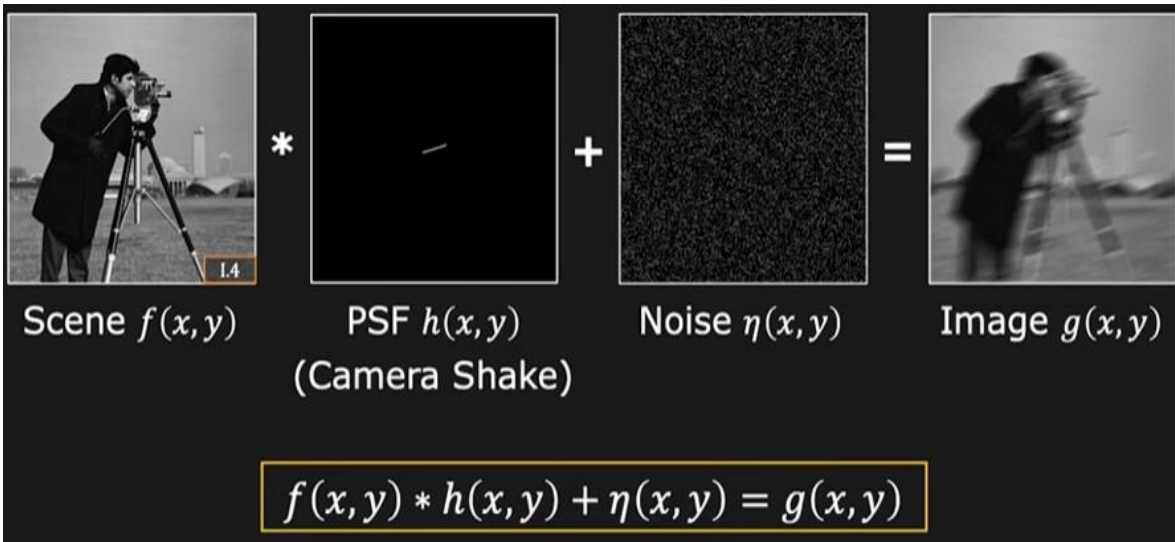 *
+
=
I.4
Scene f(x,y)
PSF h(x,y)
(Camera Shake)
Noise η(x,y)
Image g(x,y)
f(x,y) * h(x,y) + η(x,y) = g(x,y)